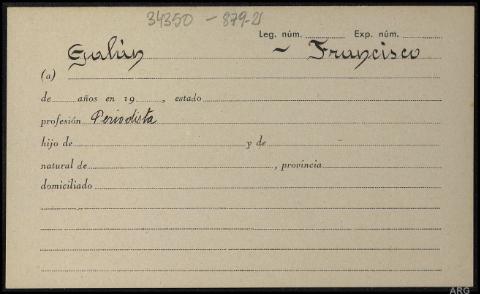 34350 - 879-21
Leg. núm. Exp. núm.
Galán ~ Francisco
(a)
de años en 19 , estado
profesión Periodista
hijo de y de
natural de , provincia
domiciliado
ARG